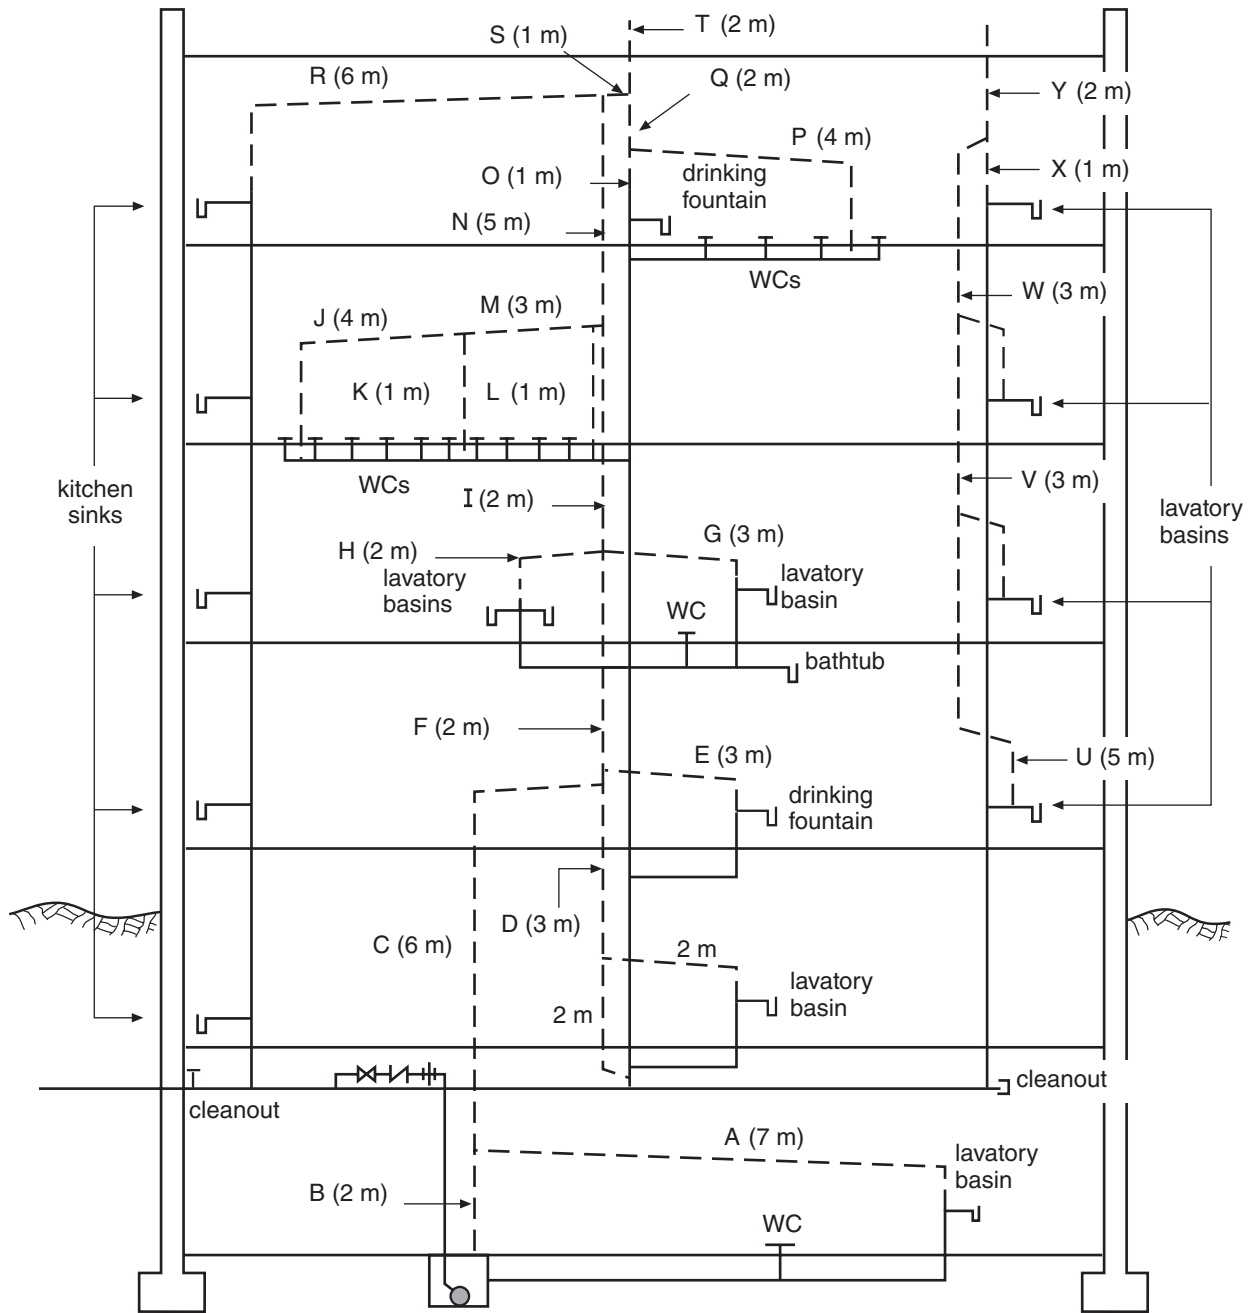 T (2 m)
S (1 m)
R (6 m)
Q (2 m)
Y (2 m)
P (4 m)
O (1 m)
drinking
fountain
X (1 m)
N (5 m)
WCs
W (3 m)
M (3 m)
J (4 m)
K (1 m)
L (1 m)
kitchen
sinks
WCs
I (2 m)
V (3 m)
lavatory
basins
G (3 m)
H (2 m)
lavatory
basins
lavatory
basin
WC
bathtub
F (2 m)
E (3 m)
U (5 m)
drinking
fountain
D (3 m)
C (6 m)
2 m
lavatory
basin
2 m
cleanout
cleanout
A (7 m)
lavatory
basin
B (2 m)
WC